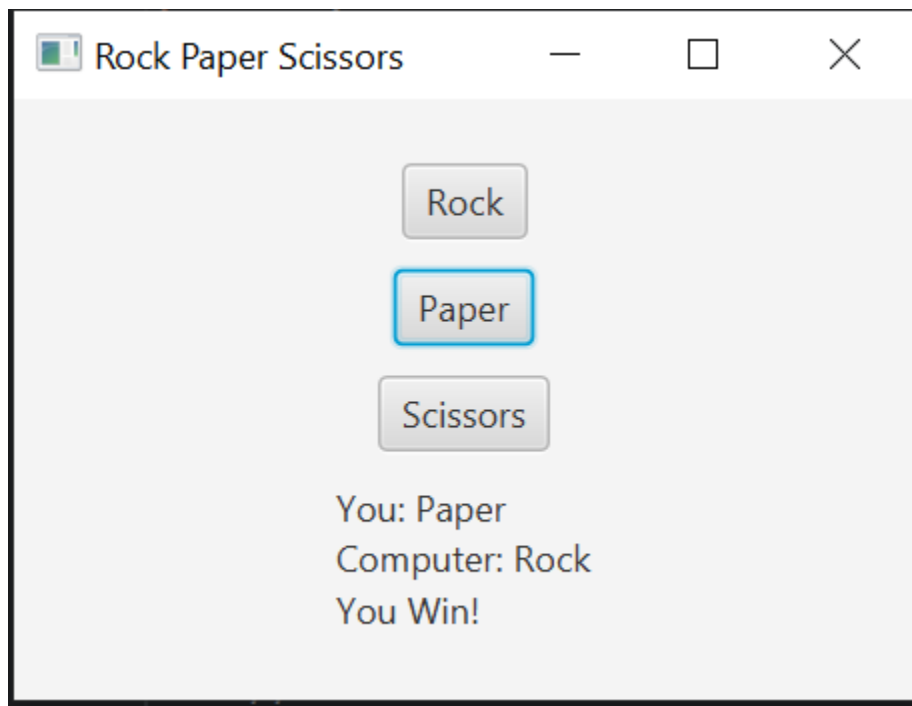 Rock Paper Scissors
Rock
Paper
Scissors
You: Paper
Computer: Rock
You Win!